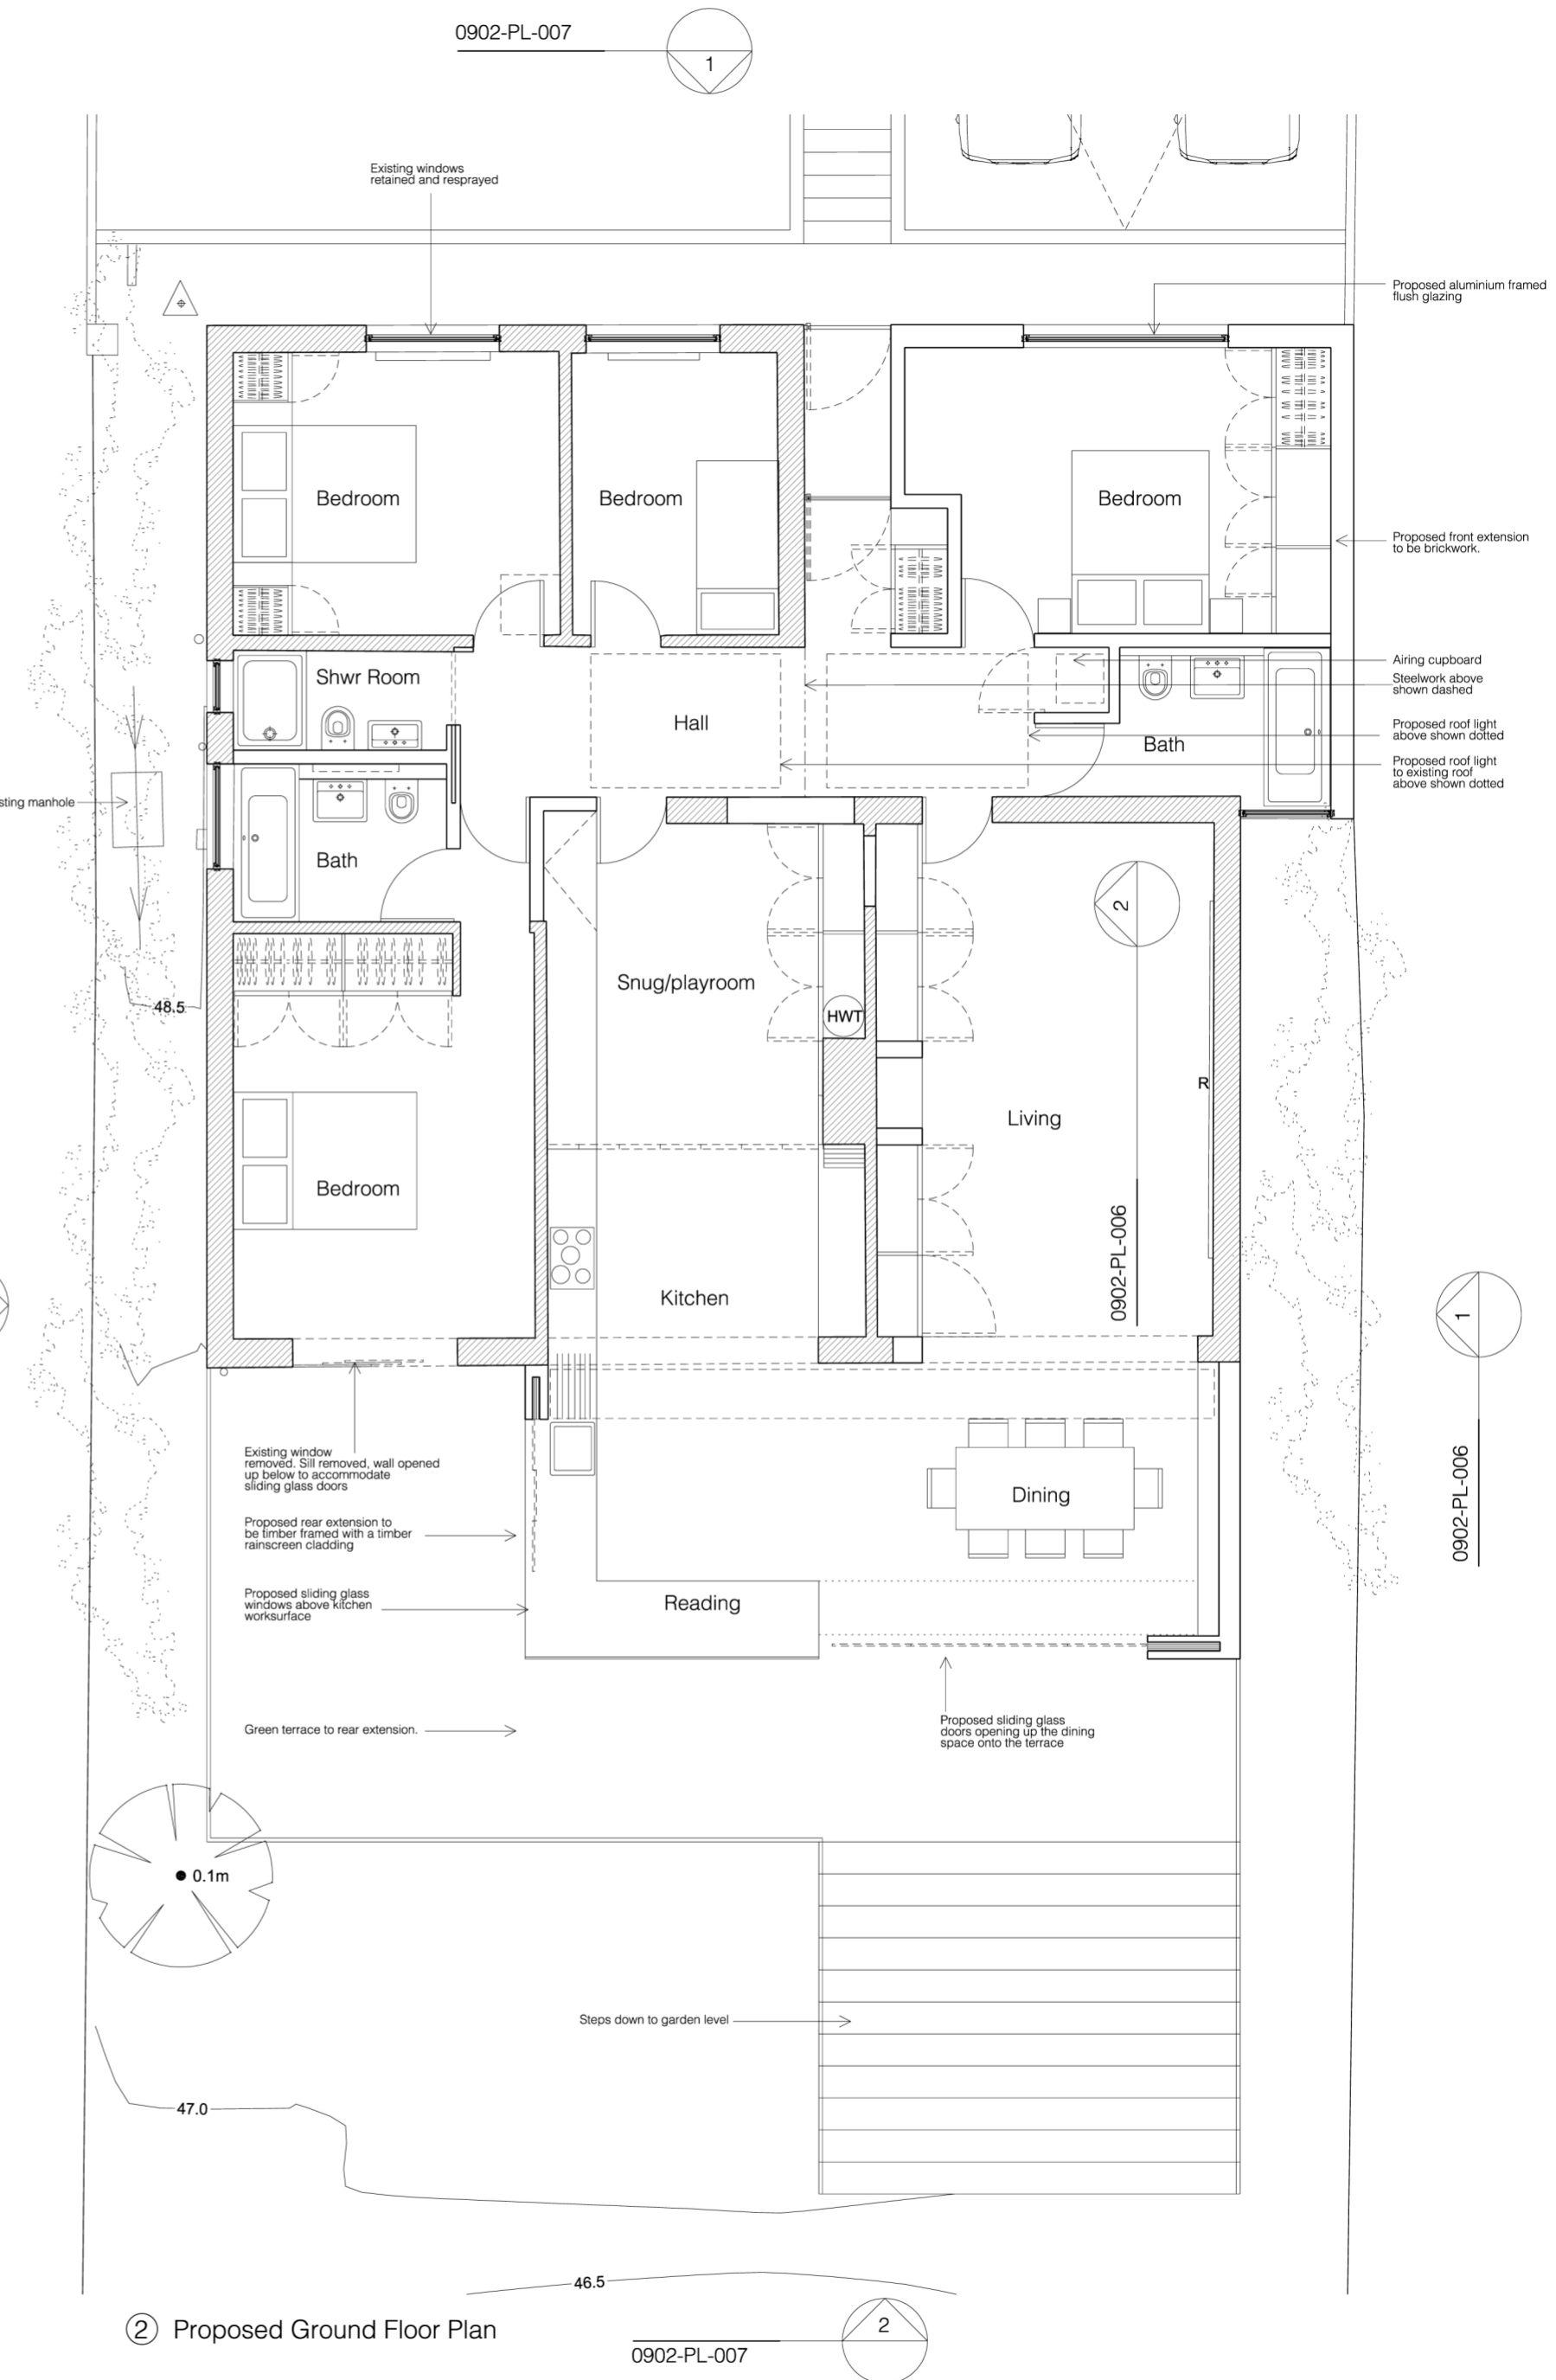 0902-PL-007
1
Existing windows
retained and resprayed
Proposed aluminium framed
flush glazing
Bedroom
Bedroom
Bedroom
Proposed front extension
to be brickwork.
Shwr Room
Hall
Bath
Airing cupboard
Steelwork above
shown dashed
Proposed roof light
above shown dotted
Proposed roof light
to existing roof
above shown dotted
sting manhole
Bath
2
Snug/playroom
48.5
HWT
R
Living
Bedroom
0902-PL-006
Kitchen
1
0902-PL-006
Existing window
removed. Sill removed, wall opened
up below to accommodate
sliding glass doors
Dining
Proposed rear extension to
be timber framed with a timber
rainscreen cladding
Proposed sliding glass
windows above kitchen
worksurface
Reading
Green terrace to rear extension.
Proposed sliding glass
doors opening up the dining
space onto the terrace
0.1m
Steps down to garden level
47.0
46.5
2 Proposed Ground Floor Plan
2
0902-PL-007